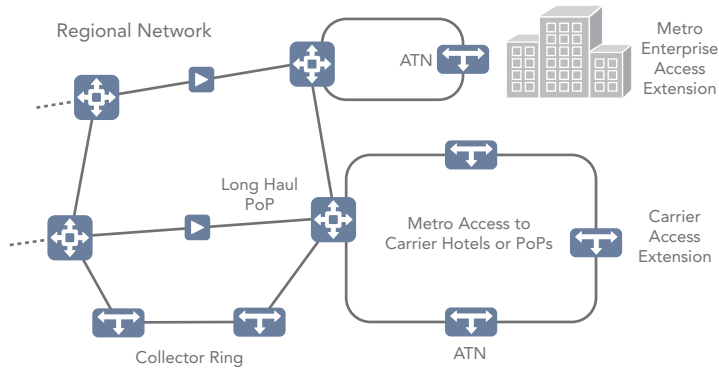 Regional Network
ATN
Metro
Enterprise
Access
Extension
Long Haul
PoP
Metro Access to
Carrier Hotels or PoPs
Carrier
Access
Extension
Collector Ring
ATN